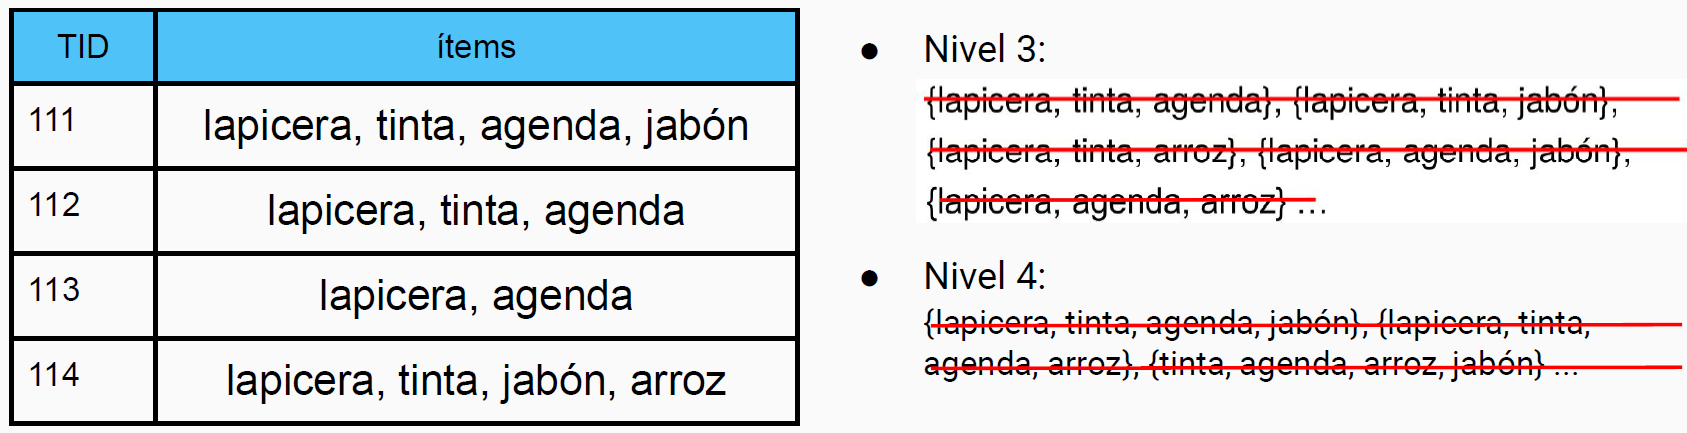 TID ítems
111 lapicera, tinta, agenda, jabón
112 lapicera, tinta, agenda
113 lapicera, agenda
114 lapicera, tinta, jabón, arroz
● Nivel 3:
{lapicera, tinta, agenda}, {lapicera, tinta, jabón},
{lapicera, tinta, arroz}, {lapicera, agenda, jabón},
{lapicera, agenda, arroz} ...
● Nivel 4:
{lapicera, tinta, agenda, jabón}, {lapicera, tinta,
agenda, arroz}, {tinta, agenda, arroz, jabón} ...